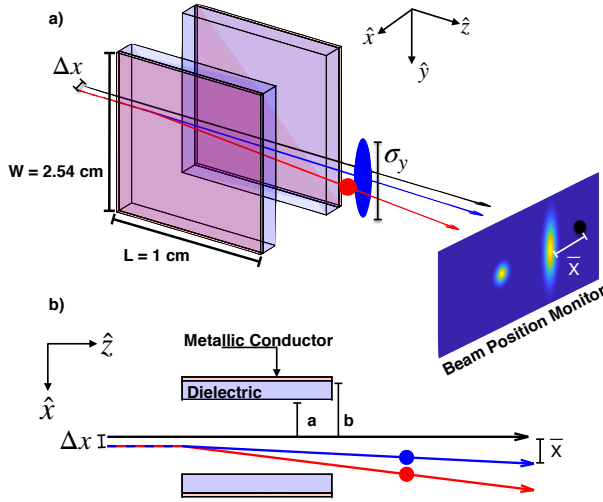 a)
x̂
ẑ
ŷ
Δx
W = 2.54 cm
σy
L = 1 cm
X̅
Beam Position Monitor
b)
ẑ
Metallic Conductor
x̂
Dielectric
a
b
Δx
X̅